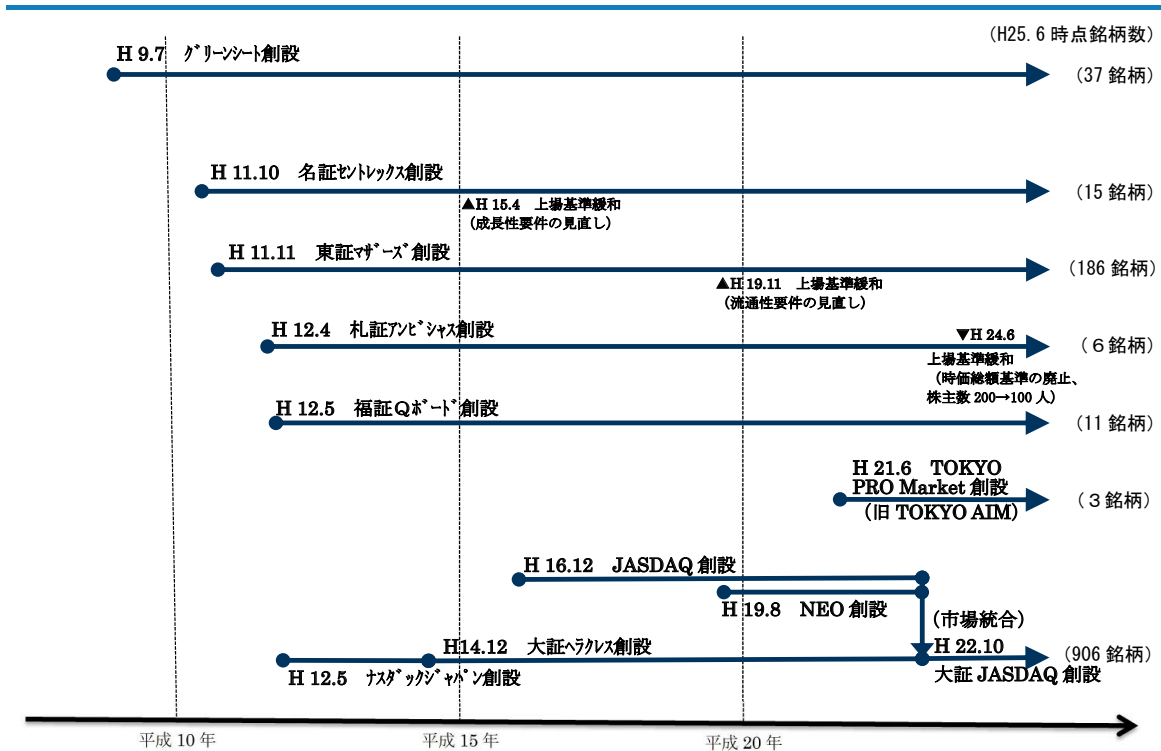 (H25.6 時点銘柄数)
H 9.7 グリーンシート創設
(37 銘柄)
H 11.10 名証セントレックス創設
(15 銘柄)
▲H 15.4 上場基準緩和
(成長性要件の見直し)
H 11.11 東証マザーズ創設
(186 銘柄)
▲H 19.11 上場基準緩和
(流通性要件の見直し)
H 12.4 札証アンビシャス創設
▼H 24.6
(6 銘柄)
上場基準緩和
(時価総額基準の廃止、
株主数 200→100 人)
H 12.5 福証Qボード創設
(11 銘柄)
H 21.6 TOKYO
PRO Market 創設
(旧 TOKYO AIM)
(3 銘柄)
H 16.12 JASDAQ 創設
H 19.8 NEO 創設
(市場統合)
H14.12 大証ヘラクレス創設
H 22.10
(906 銘柄)
H 12.5 ナスダックジャパン創設
大証 JASDAQ 創設
平成 10 年
平成 15 年
平成 20 年